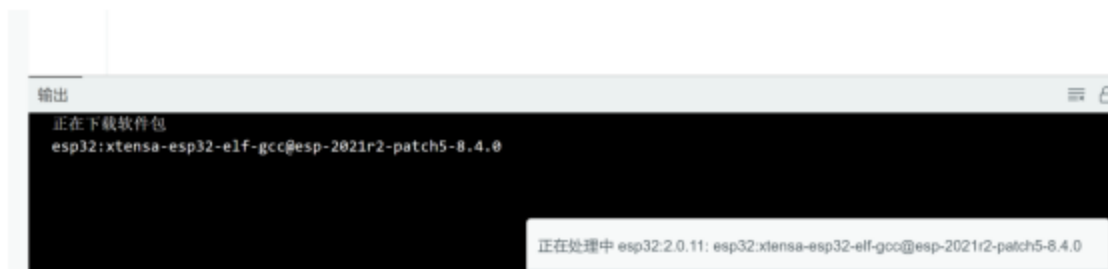 输出
正在下载软件包
esp32:xtensa-esp32-elf-gcc@esp-2021r2-patch5-8.4.0
正在处理中 esp32:2.0.11: esp32:xtensa-esp32-elf-gcc@esp-2021r2-patch5-8.4.0